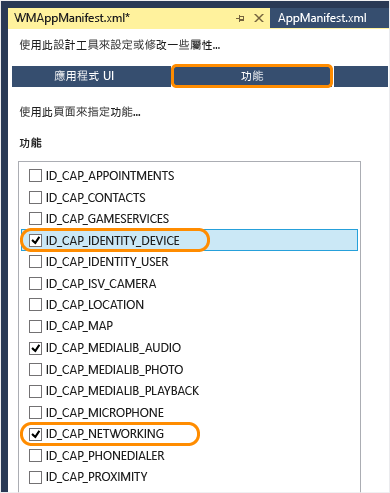 WMAppManifest.xml*
AppManifest.xml
使用此設計工具來設定或修改一些屬性...
應用程式 UI
功能
使用此頁面來指定功能...
功能
ID_CAP_APPOINTMENTS
ID_CAP_CONTACTS
ID_CAP_GAMESERVICES
ID_CAP_IDENTITY_DEVICE
ID_CAP_IDENTITY_USER
ID_CAP_ISV_CAMERA
ID_CAP_LOCATION
ID_CAP_MAP
ID_CAP_MEDIALIB_AUDIO
ID_CAP_MEDIALIB_PHOTO
ID_CAP_MEDIALIB_PLAYBACK
ID_CAP_MICROPHONE
ID_CAP_NETWORKING
ID_CAP_PHONEDIALER
ID_CAP_PROXIMITY